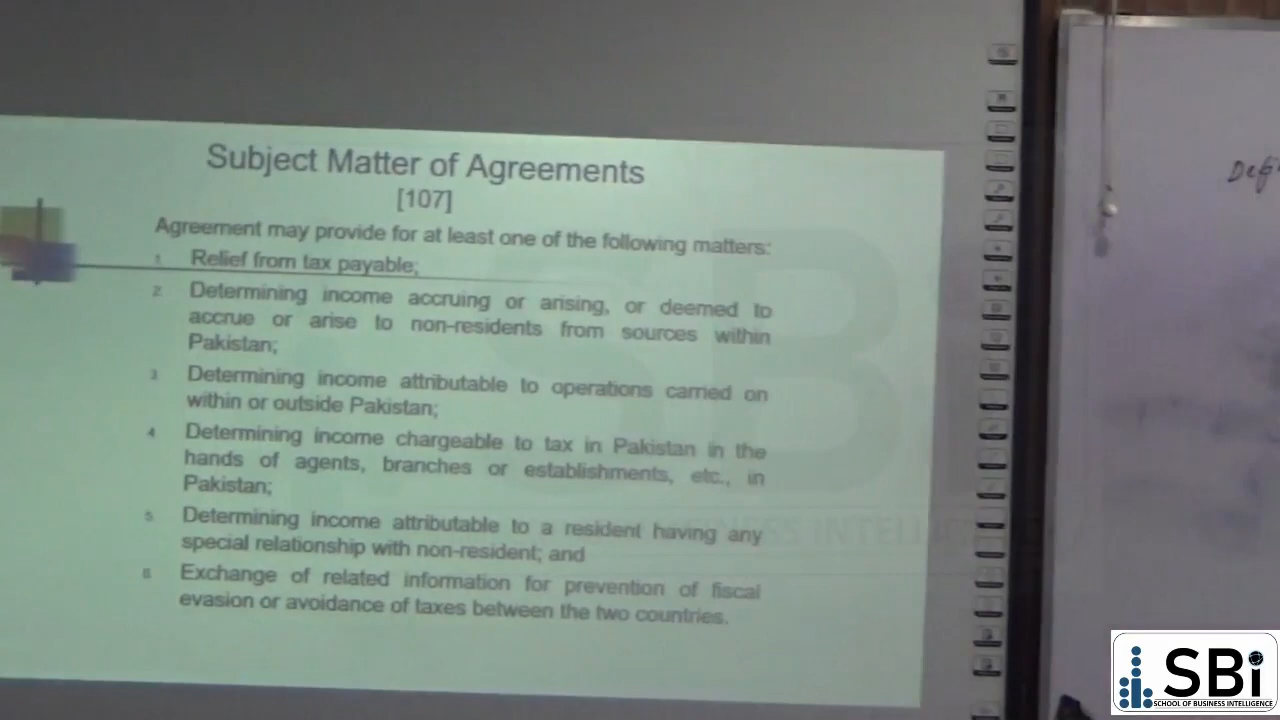 Subject Matter of Agreements
[107]
Agreement may provide for at least one of the following matters:
1 Relief from tax payable;
2 Determining income accruing or arising, or deemed to
accrue or arise to non-residents from sources within
Pakistan;
3 Determining income attributable to operations carried on
within or outside Pakistan;
4 Determining income chargeable to tax in Pakistan in the
hands of agents, branches or establishments, etc., in
Pakistan;
5 Determining income attributable to a resident having any
special relationship with non-resident; and
6 Exchange of related information for prevention of fiscal
evasion or avoidance of taxes between the two countries.
SBi
SCHOOL OF BUSINESS INTELLIGENCE